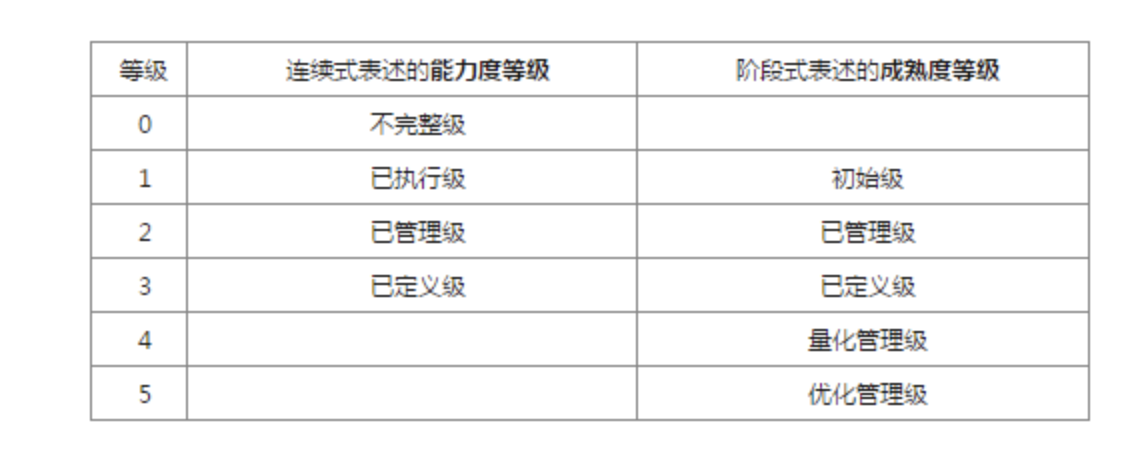 等级 连续式表述的能力度等级 阶段式表述的成熟度等级
0 不完整级
1 已执行级 初始级
2 已管理级 已管理级
3 已定义级 已定义级
4 量化管理级
5 优化管理级